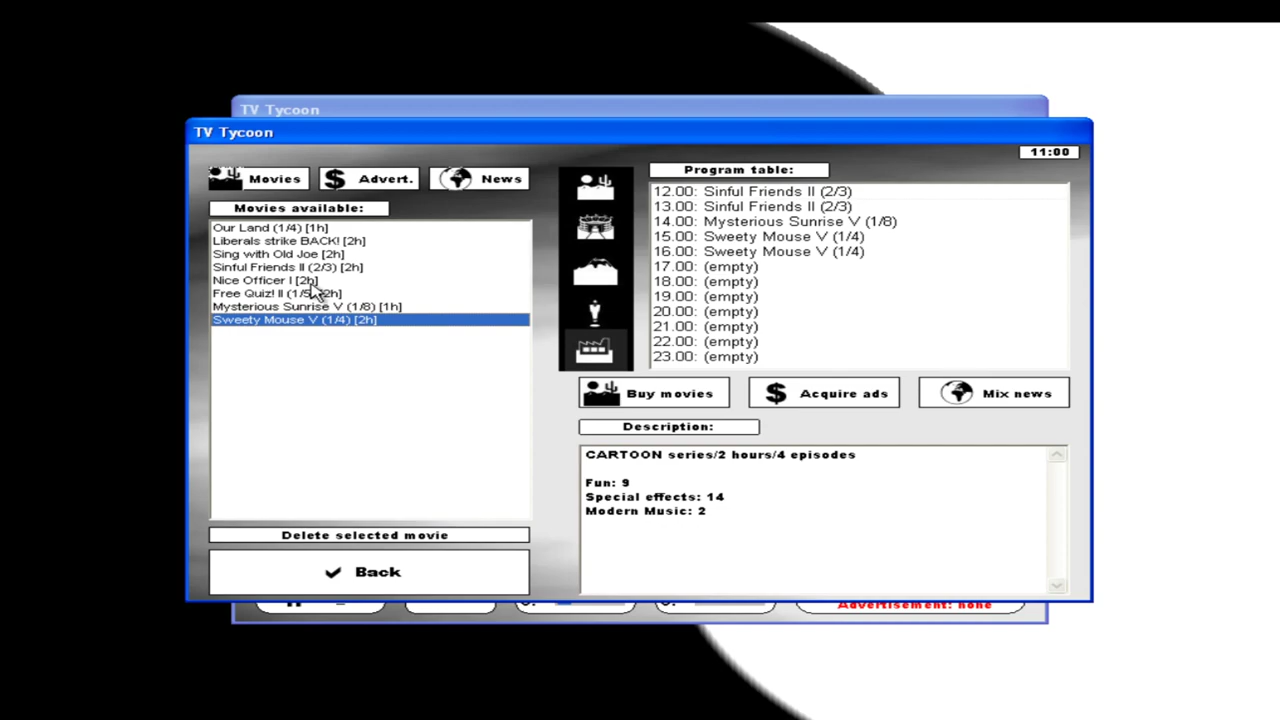 TV Tycoon
TV Tycoon
11:00
Movies
Advert.
News
Movies available:
Our Land (1/4) [1h]
Liberals strike BACK! [2h]
Sing with Old Joe [2h]
Sinful Friends II (2/3) [2h]
Nice Officer I [2h]
Free Quiz! II (1/5) [2h]
Mysterious Sunrise V (1/8) [1h]
Sweety Mouse V (1/4) [2h]
Delete selected movie
Back
Program table:
12.00: Sinful Friends II (2/3)
13.00: Sinful Friends II (2/3)
14.00: Mysterious Sunrise V (1/8)
15.00: Sweety Mouse V (1/4)
16.00: Sweety Mouse V (1/4)
17.00: (empty)
18.00: (empty)
19.00: (empty)
20.00: (empty)
21.00: (empty)
22.00: (empty)
23.00: (empty)
Buy movies
Acquire ads
Mix news
Description:
CARTOON series/2 hours/4 episodes
Fun: 9
Special effects: 14
Modern Music: 2
Advertisement: none